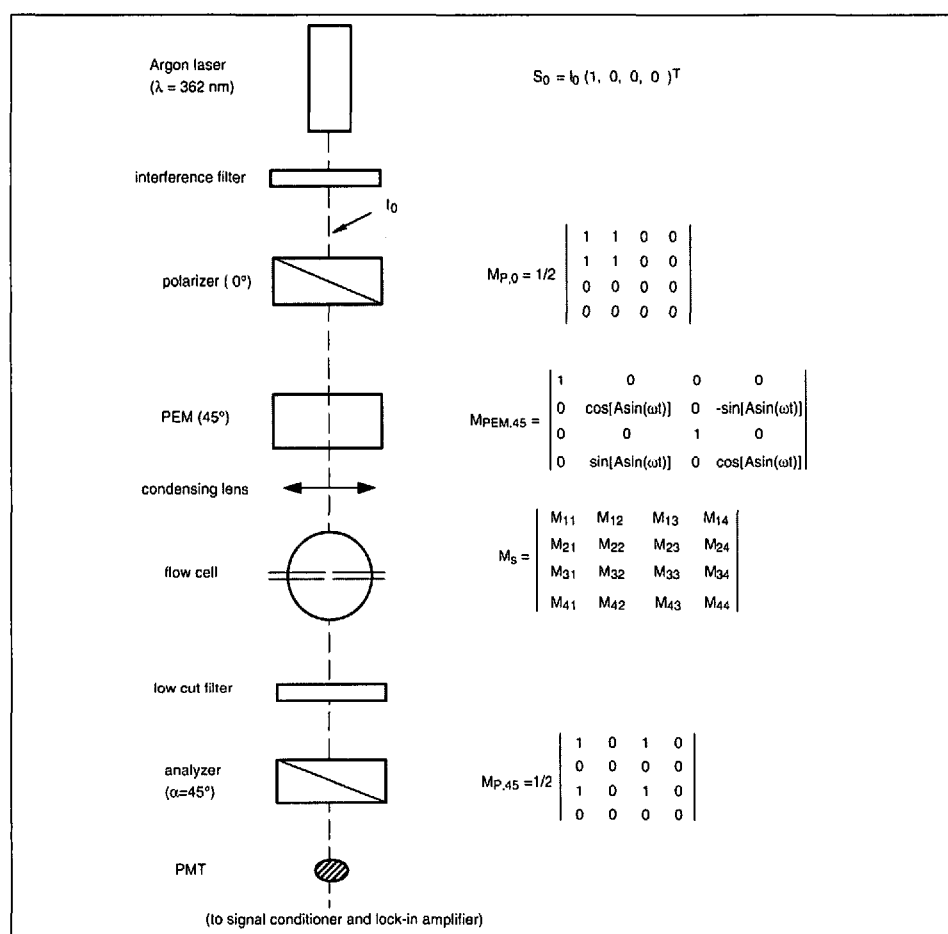 Argon laser
(λ = 362 nm)
S0 = I0 (1, 0, 0, 0 )T
interference filter
I0
polarizer ( 0°)
MP,0 = 1/2
1 1 0 0
1 1 0 0
0 0 0 0
0 0 0 0
PEM (45°)
MPEM.45 =
1 0 0 0
0 cos[Asin(ωt)] 0 -sin[Asin(ωt)]
0 0 1 0
0 sin[Asin(ωt)] 0 cos[Asin(ωt)]
condensing lens
flow cell
Ms =
M11 M12 M13 M14
M21 M22 M23 M24
M31 M32 M33 M34
M41 M42 M43 M44
low cut filter
analyzer
(α=45°)
MP,45 =1/2
1 0 1 0
0 0 0 0
1 0 1 0
0 0 0 0
PMT
(to signal conditioner and lock-in amplifier)